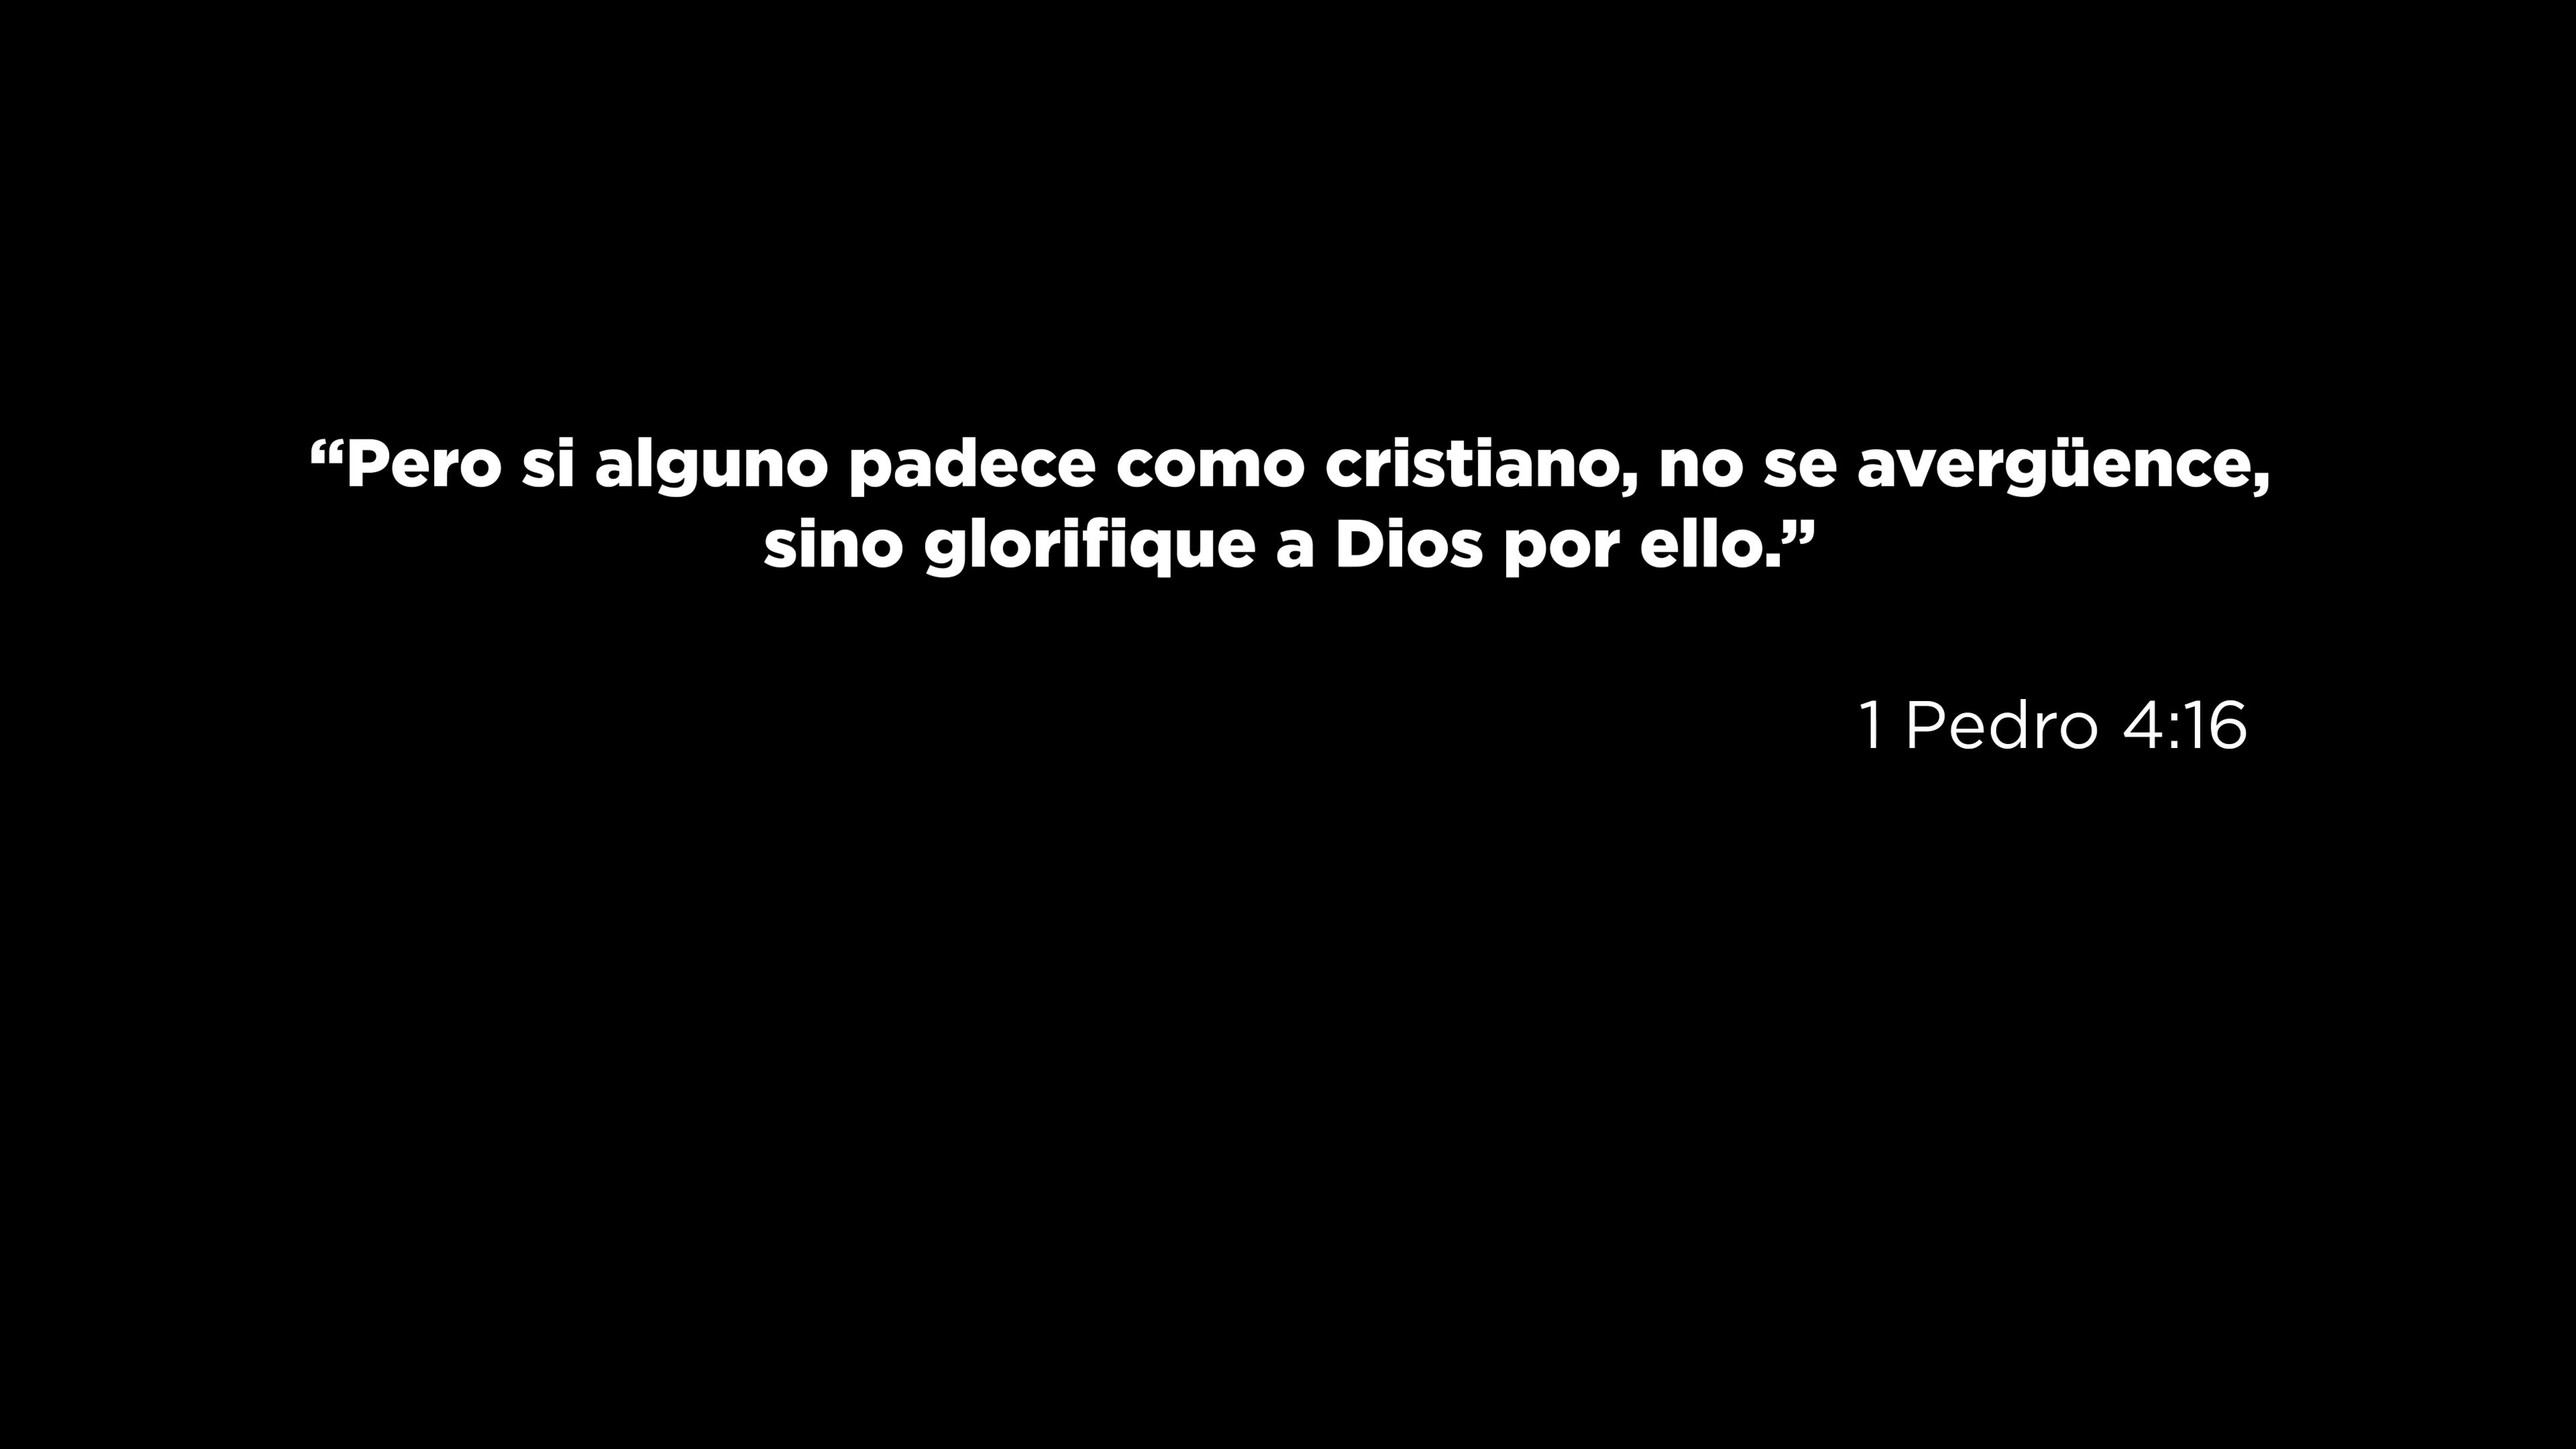 “Pero si alguno padece como cristiano, no se avergüence,
sino glorifique a Dios por ello.”
1 Pedro 4:16